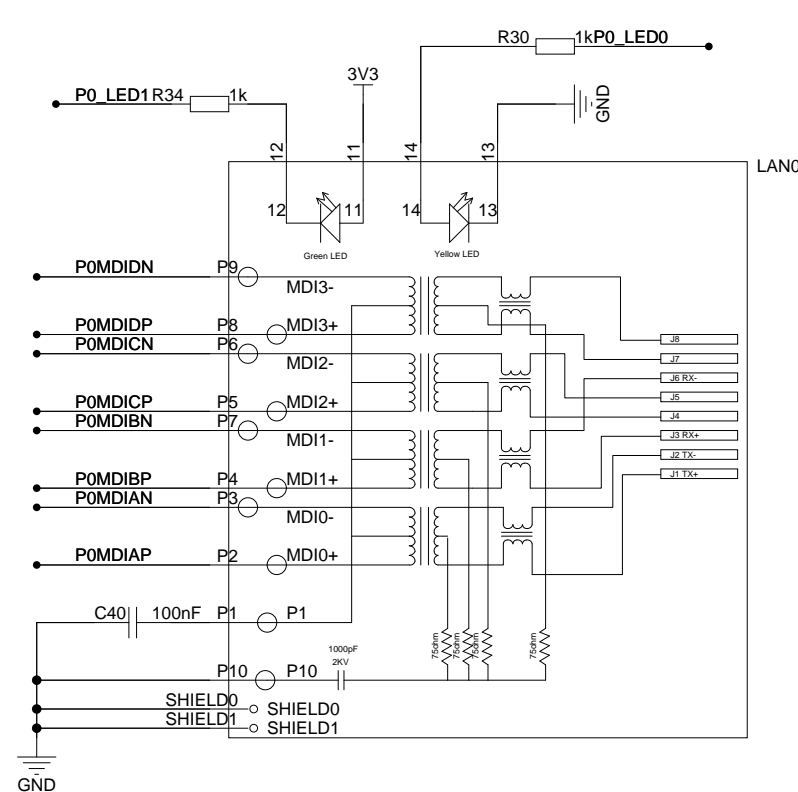 R30 1k P0_LED0
3V3
P0_LED1 R34 1k
GND
12 11 14 13
LAN0
12 11 14 13
Green LED Yellow LED
P0MDIDN P9
MDI3-
P0MDIDP P8 MDI3+
P0MDICN P6
MDI2-
P0MDICP P5 MDI2+
P0MDIBN P7
MDI1-
P0MDIBP P4 MDI1+
P0MDIAN P3
MDI0-
P0MDIAP P2 MDI0+
J8
J7
J6 RX-
J5
J4
J3 RX+
J2 TX-
J1 TX+
C40 100nF P1 P1
75ohm 75ohm 75ohm 75ohm
1000pF
2KV
P10 P10
SHIELD0 SHIELD0
SHIELD1 SHIELD1
GND